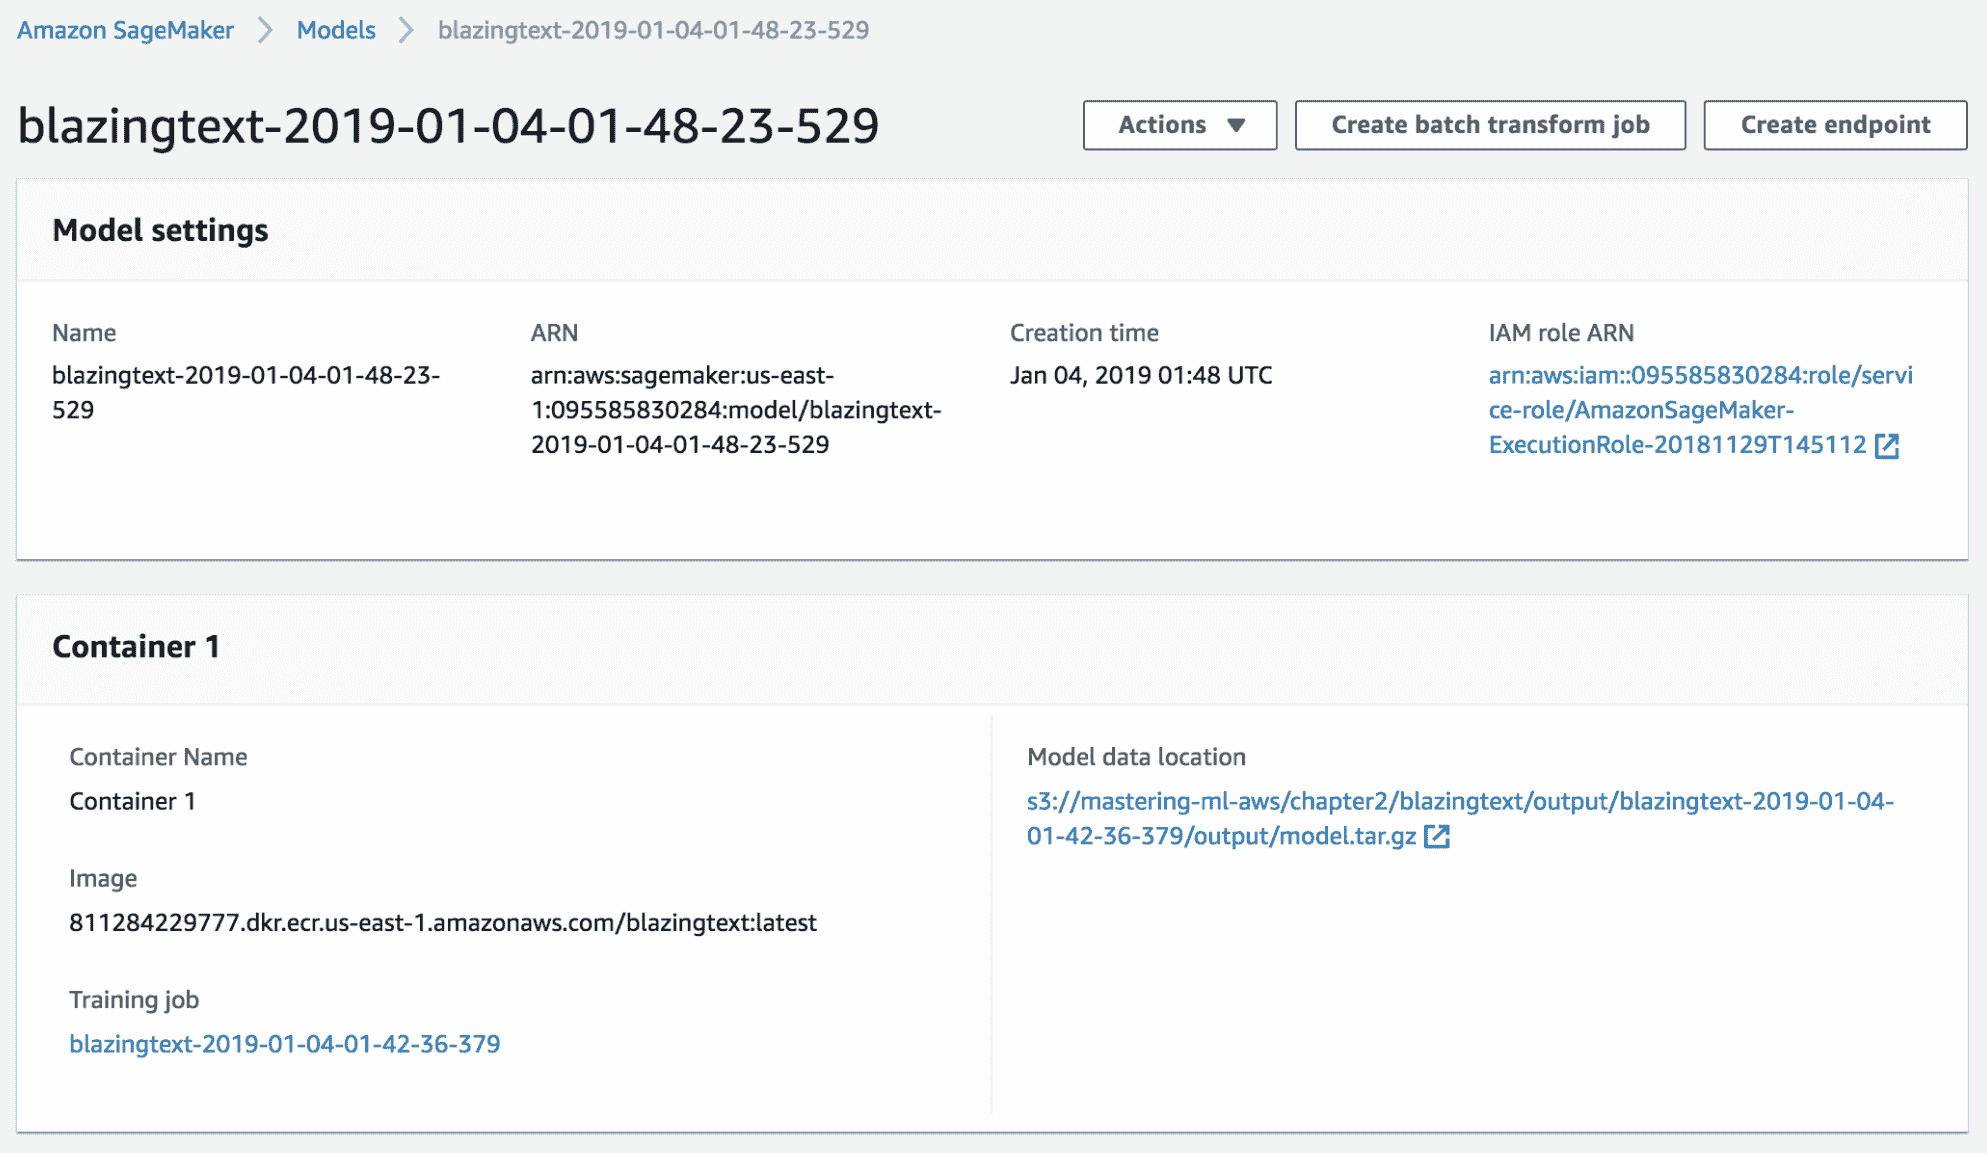 Amazon SageMaker > Models > blazingtext-2019-01-04-01-48-23-529
blazingtext-2019-01-04-01-48-23-529
Actions
Create batch transform job
Create endpoint
Model settings
Name
blazingtext-2019-01-04-01-48-23-
529
ARN
arn:aws:sagemaker:us-east-
1:095585830284:model/blazingtext-
2019-01-04-01-48-23-529
Creation time
Jan 04, 2019 01:48 UTC
IAM role ARN
arn:aws:iam::095585830284:role/servi
ce-role/AmazonSageMaker-
ExecutionRole-20181129T145112
Container 1
Container Name
Container 1
Image
811284229777.dkr.ecr.us-east-1.amazonaws.com/blazingtext:latest
Training job
blazingtext-2019-01-04-01-42-36-379
Model data location
s3://mastering-ml-aws/chapter2/blazingtext/output/blazingtext-2019-01-04-
01-42-36-379/output/model.tar.gz